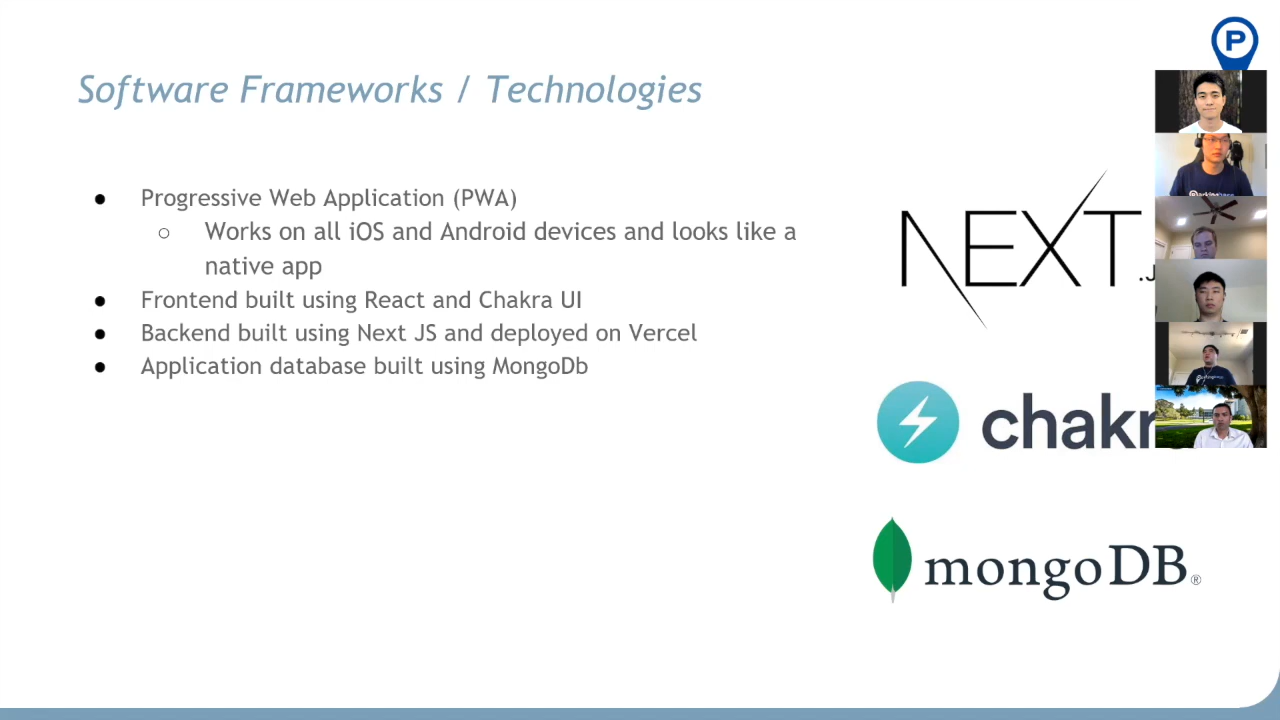 P
Software Frameworks / Technologies
● Progressive Web Application (PWA)
○ Works on all iOS and Android devices and looks like a
native app
● Frontend built using React and Chakra UI
● Backend built using Next JS and deployed on Vercel
● Application database built using MongoDb
NEXT
chakr
mongoDB®